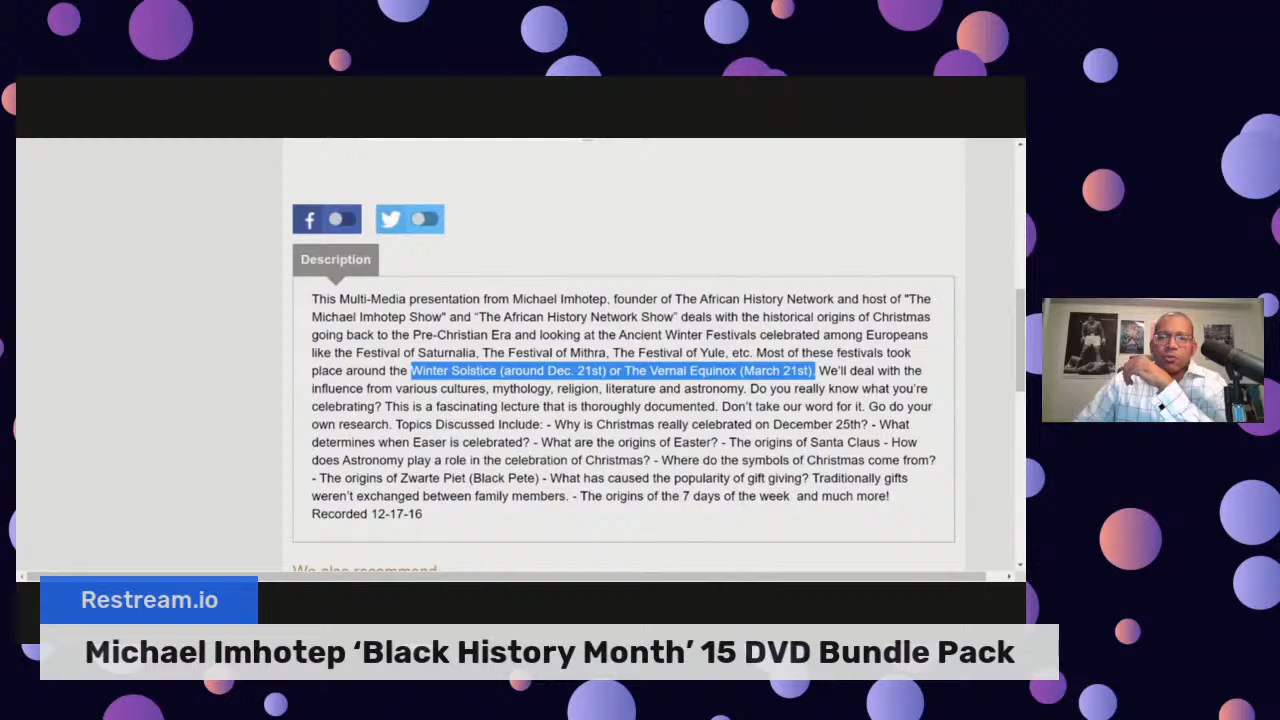 Description
This Multi-Media presentation from Michael Imhotep, founder of The African History Network and host of "The
Michael Imhotep Show" and “The African History Network Show” deals with the historical origins of Christmas
going back to the Pre-Christian Era and looking at the Ancient Winter Festivals celebrated among Europeans
like the Festival of Saturnalia, The Festival of Mithra, The Festival of Yule, etc. Most of these festivals took
place around the Winter Solstice (around Dec. 21st) or The Vernal Equinox (March 21st). We’ll deal with the
influence from various cultures, mythology, religion, literature and astronomy. Do you really know what you’re
celebrating? This is a fascinating lecture that is thoroughly documented. Don’t take our word for it. Go do your
own research. Topics Discussed Include: - Why is Christmas really celebrated on December 25th? - What
determines when Easer is celebrated? - What are the origins of Easter? - The origins of Santa Claus - How
does Astronomy play a role in the celebration of Christmas? - Where do the symbols of Christmas come from?
- The origins of Zwarte Piet (Black Pete) - What has caused the popularity of gift giving? Traditionally gifts
weren’t exchanged between family members. - The origins of the 7 days of the week and much more!
Recorded 12-17-16
We also recommend
Restream.io
Michael Imhotep ‘Black History Month’ 15 DVD Bundle Pack